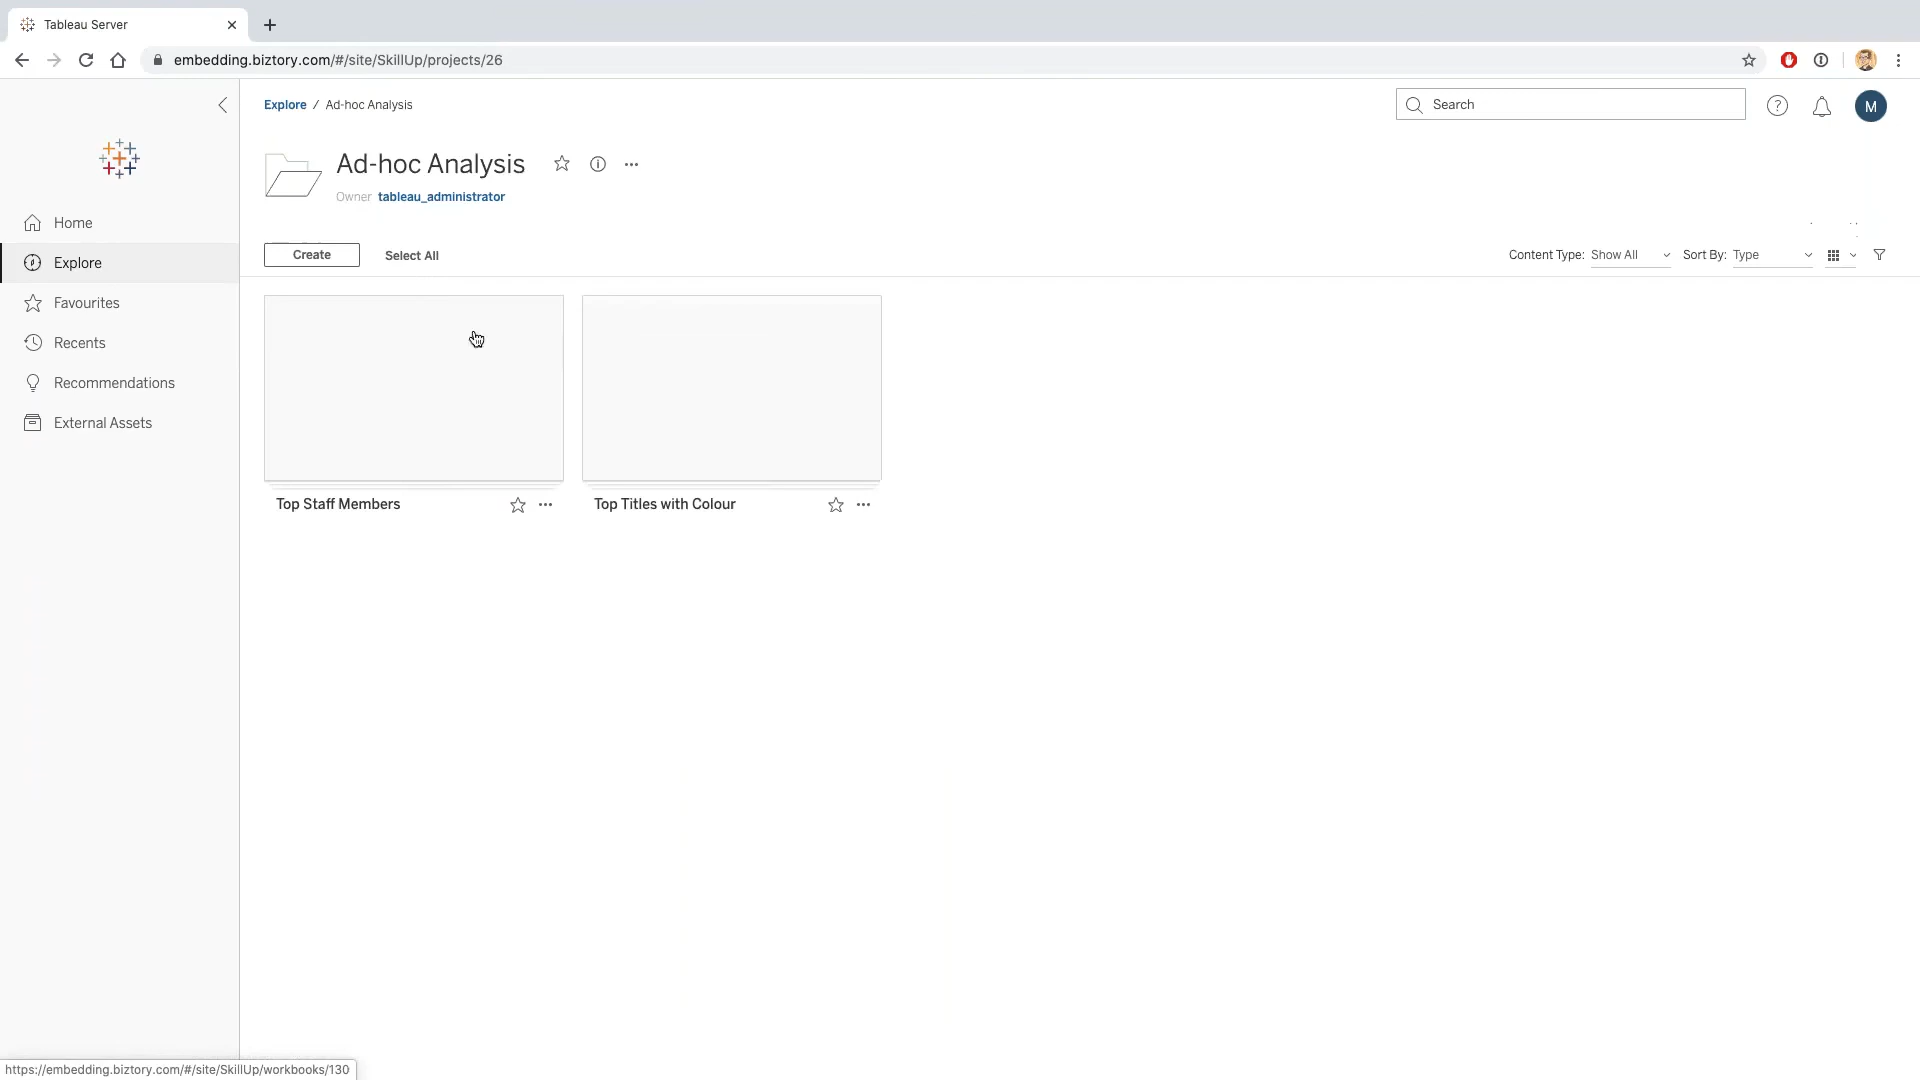 Tableau Server
embedding.biztory.com/#/site/SkillUp/projects/26
Explore / Ad-hoc Analysis
Search
M
Ad-hoc Analysis
Owner tableau_administrator
Home
Explore
Favourites
Recents
Recommendations
External Assets
Create
Select All
Content Type: Show All
Sort By: Type
Top Staff Members
Top Titles with Colour
https://embedding.biztory.com/#/site/SkillUp/workbooks/130